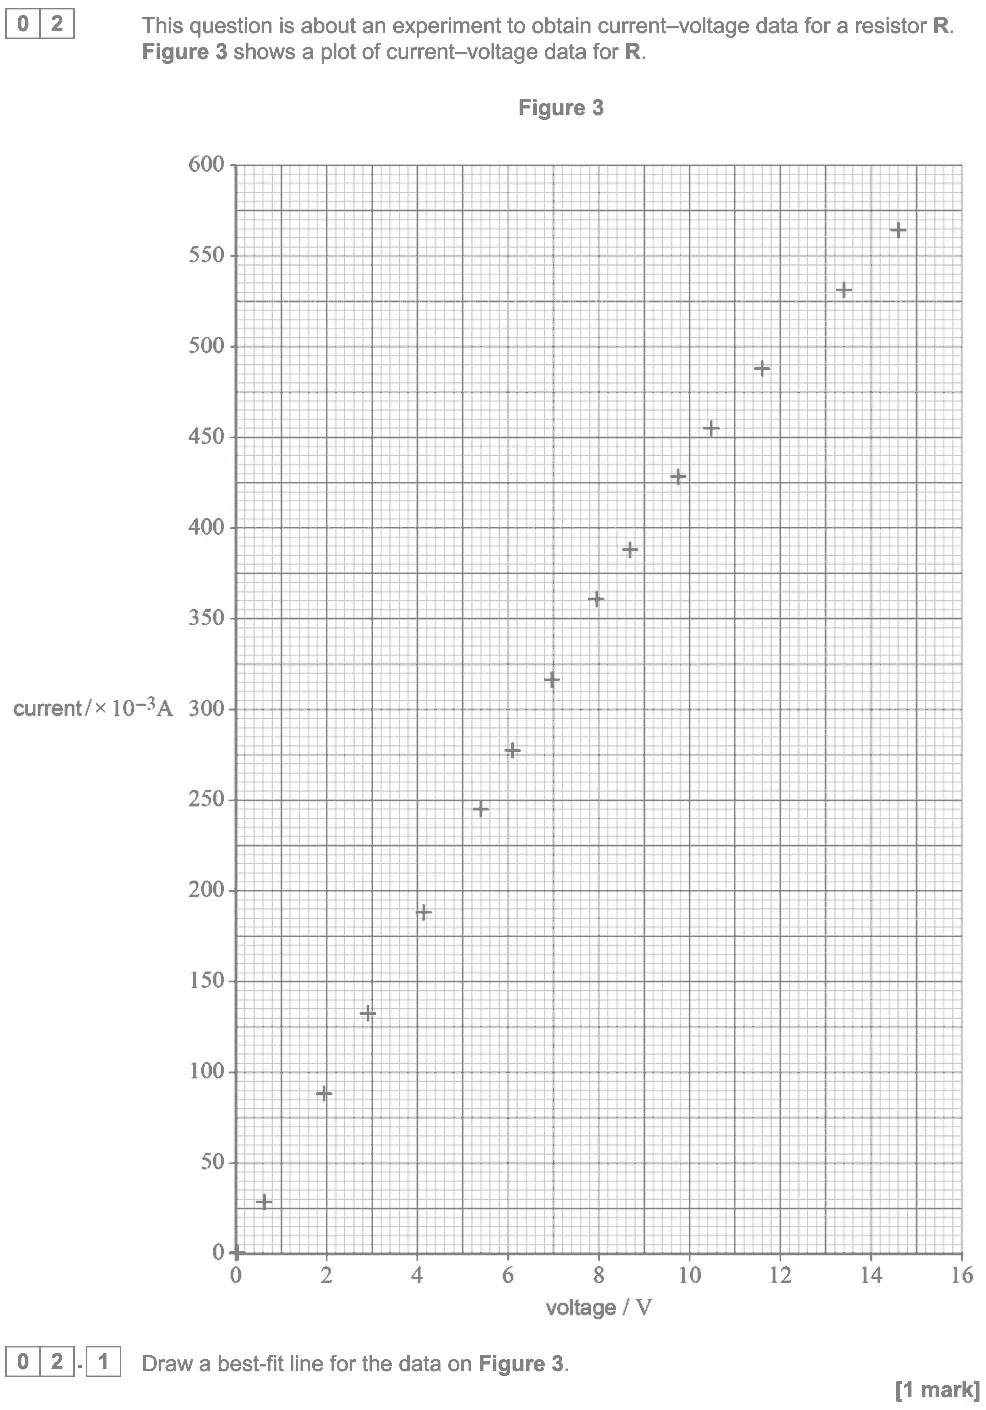 0 2 This question is about an experiment to obtain current–voltage data for a resistor R.
Figure 3 shows a plot of current–voltage data for R.
Figure 3
600
550
500
450
400
350
current/×10⁻³A 300
250
200
150
100
50
0
0 2 4 6 8 10 12 14 16
voltage / V
0 2 . 1 Draw a best-fit line for the data on Figure 3.
[1 mark]